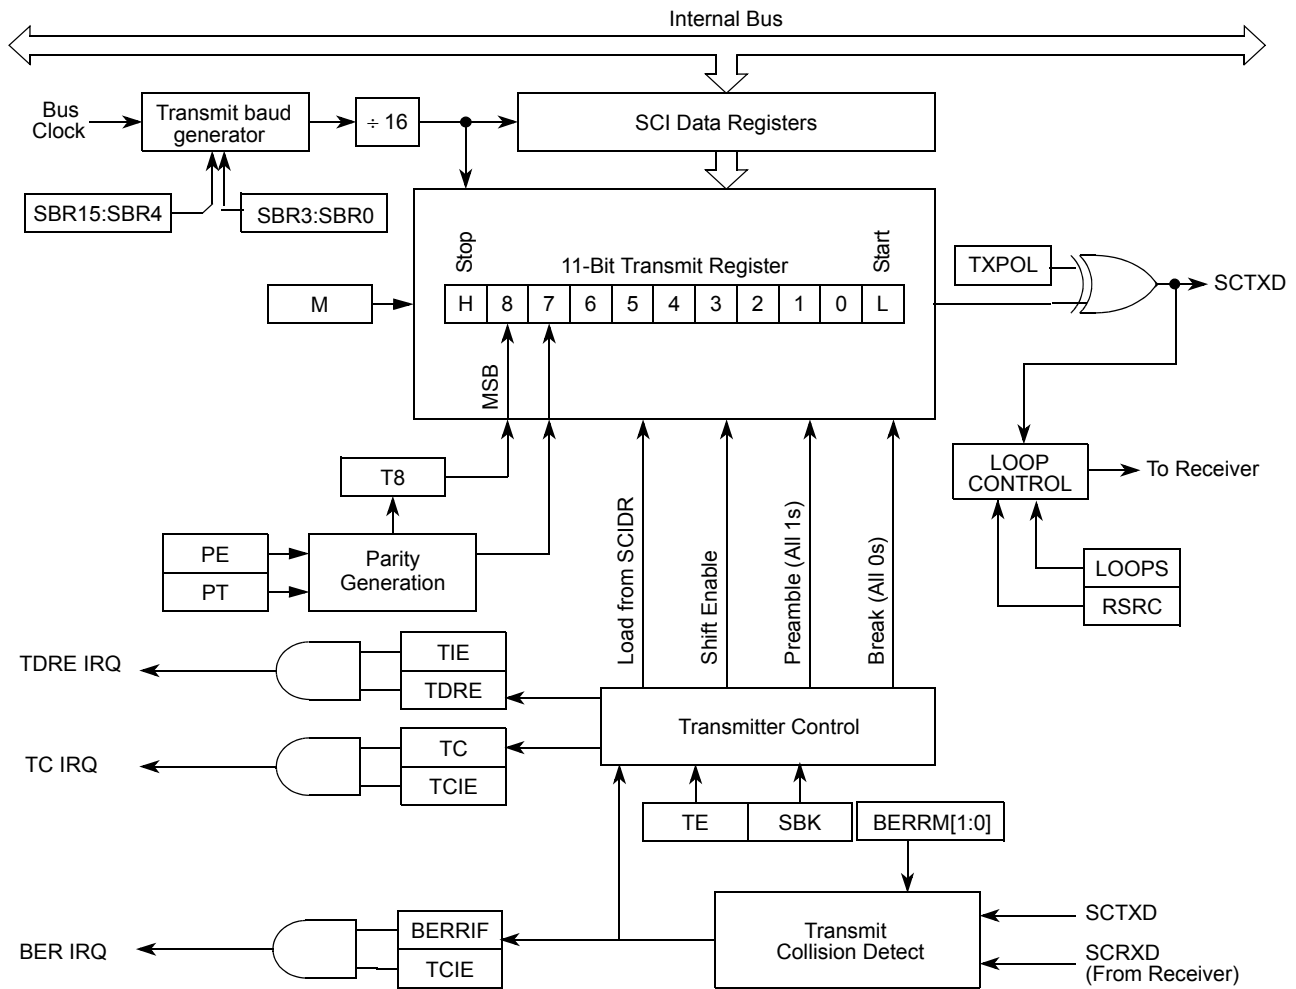 Internal Bus
Bus
Clock
Transmit baud
generator
÷ 16
SCI Data Registers
SBR15:SBR4
SBR3:SBR0
Stop
11-Bit Transmit Register
Start
M
H 8 7 6 5 4 3 2 1 0 L
MSB
TXPOL
SCTXD
LOOP
CONTROL
To Receiver
LOOPS
RSRC
T8
PE
PT
Parity
Generation
Load from SCIDR
Shift Enable
Preamble (All 1s)
Break (All 0s)
TDRE IRQ
TIE
TDRE
TC IRQ
TC
TCIE
Transmitter Control
TE
SBK
BERRM[1:0]
BER IRQ
BERRIF
TCIE
Transmit
Collision Detect
SCTXD
SCRXD
(From Receiver)